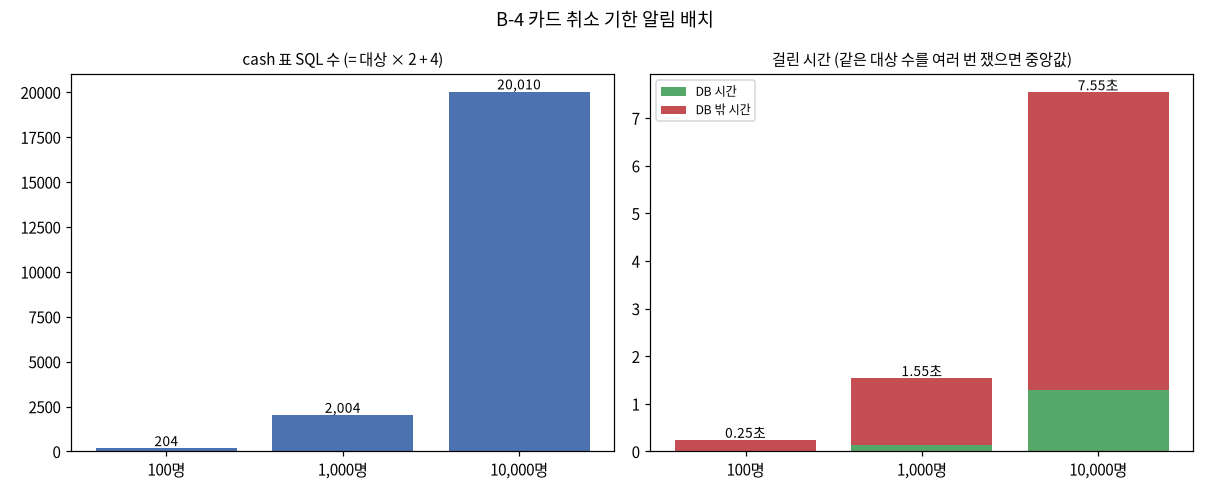 B-4 카드 취소 기한 알림 배치
cash 표 SQL 수 (= 대상 × 2 + 4)
20000
17500
15000
12500
10000
7500
5000
2500
0
204
2,004
20,010
100명
1,000명
10,000명
걸린 시간 (같은 대상 수를 여러 번 쟀으면 중앙값)
DB 시간
DB 밖 시간
7
6
5
4
3
2
1
0
0.25초
1.55초
7.55초
100명
1,000명
10,000명